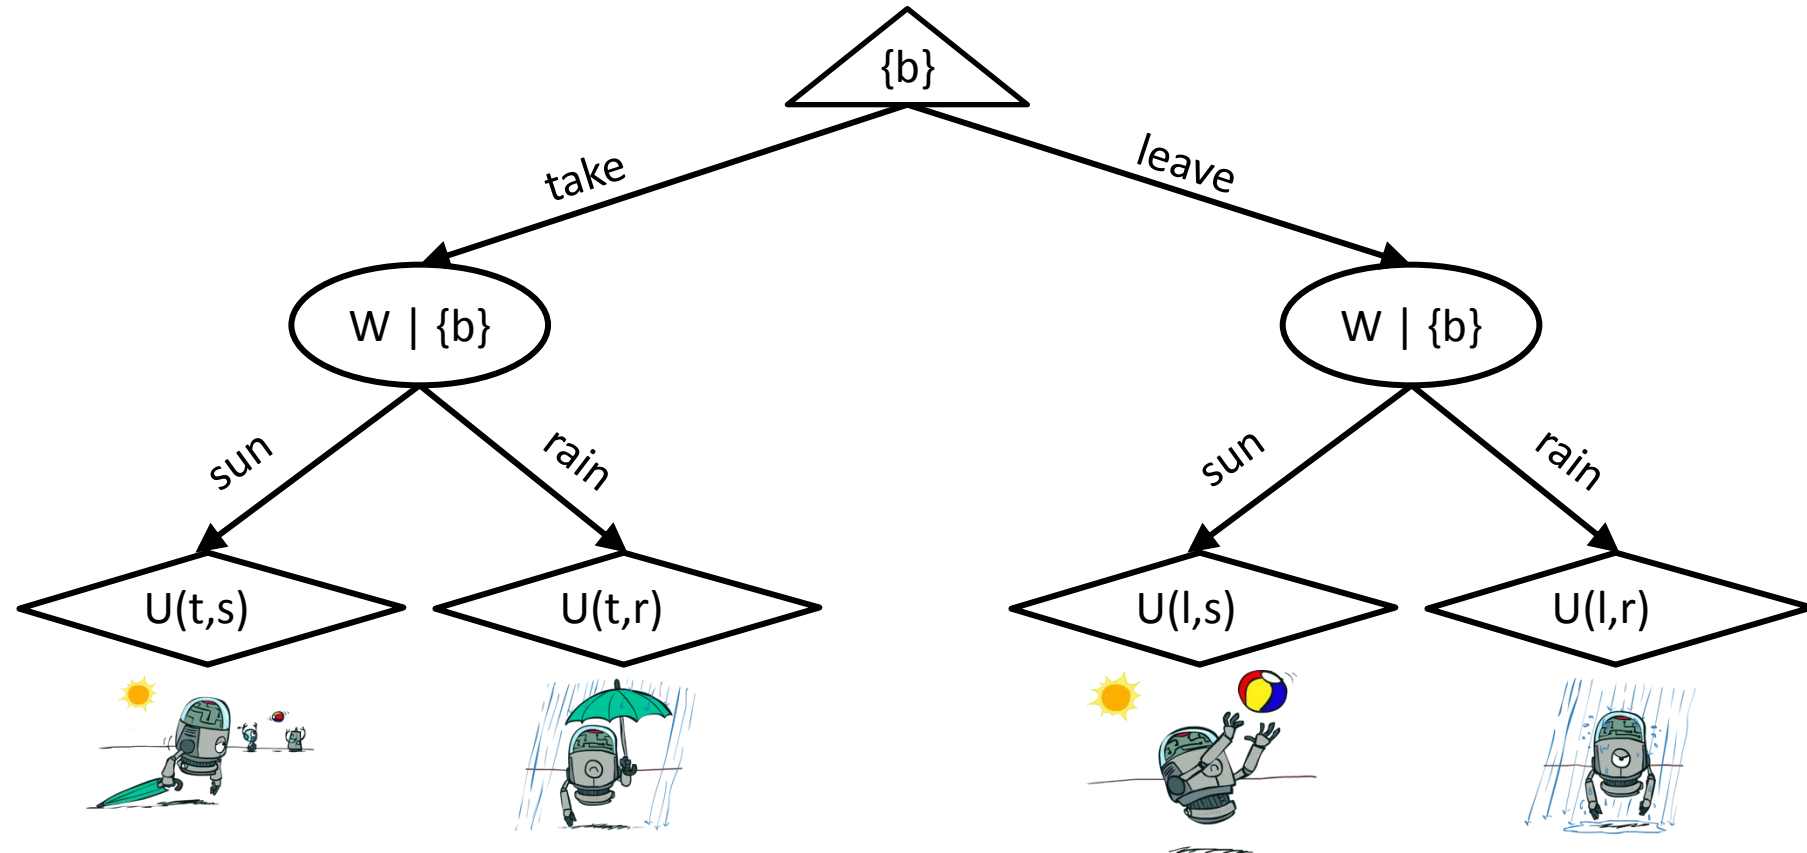 {b}
take
leave
W | {b}
W | {b}
sun
rain
sun
rain
U(t,s)
U(t,r)
U(l,s)
U(l,r)